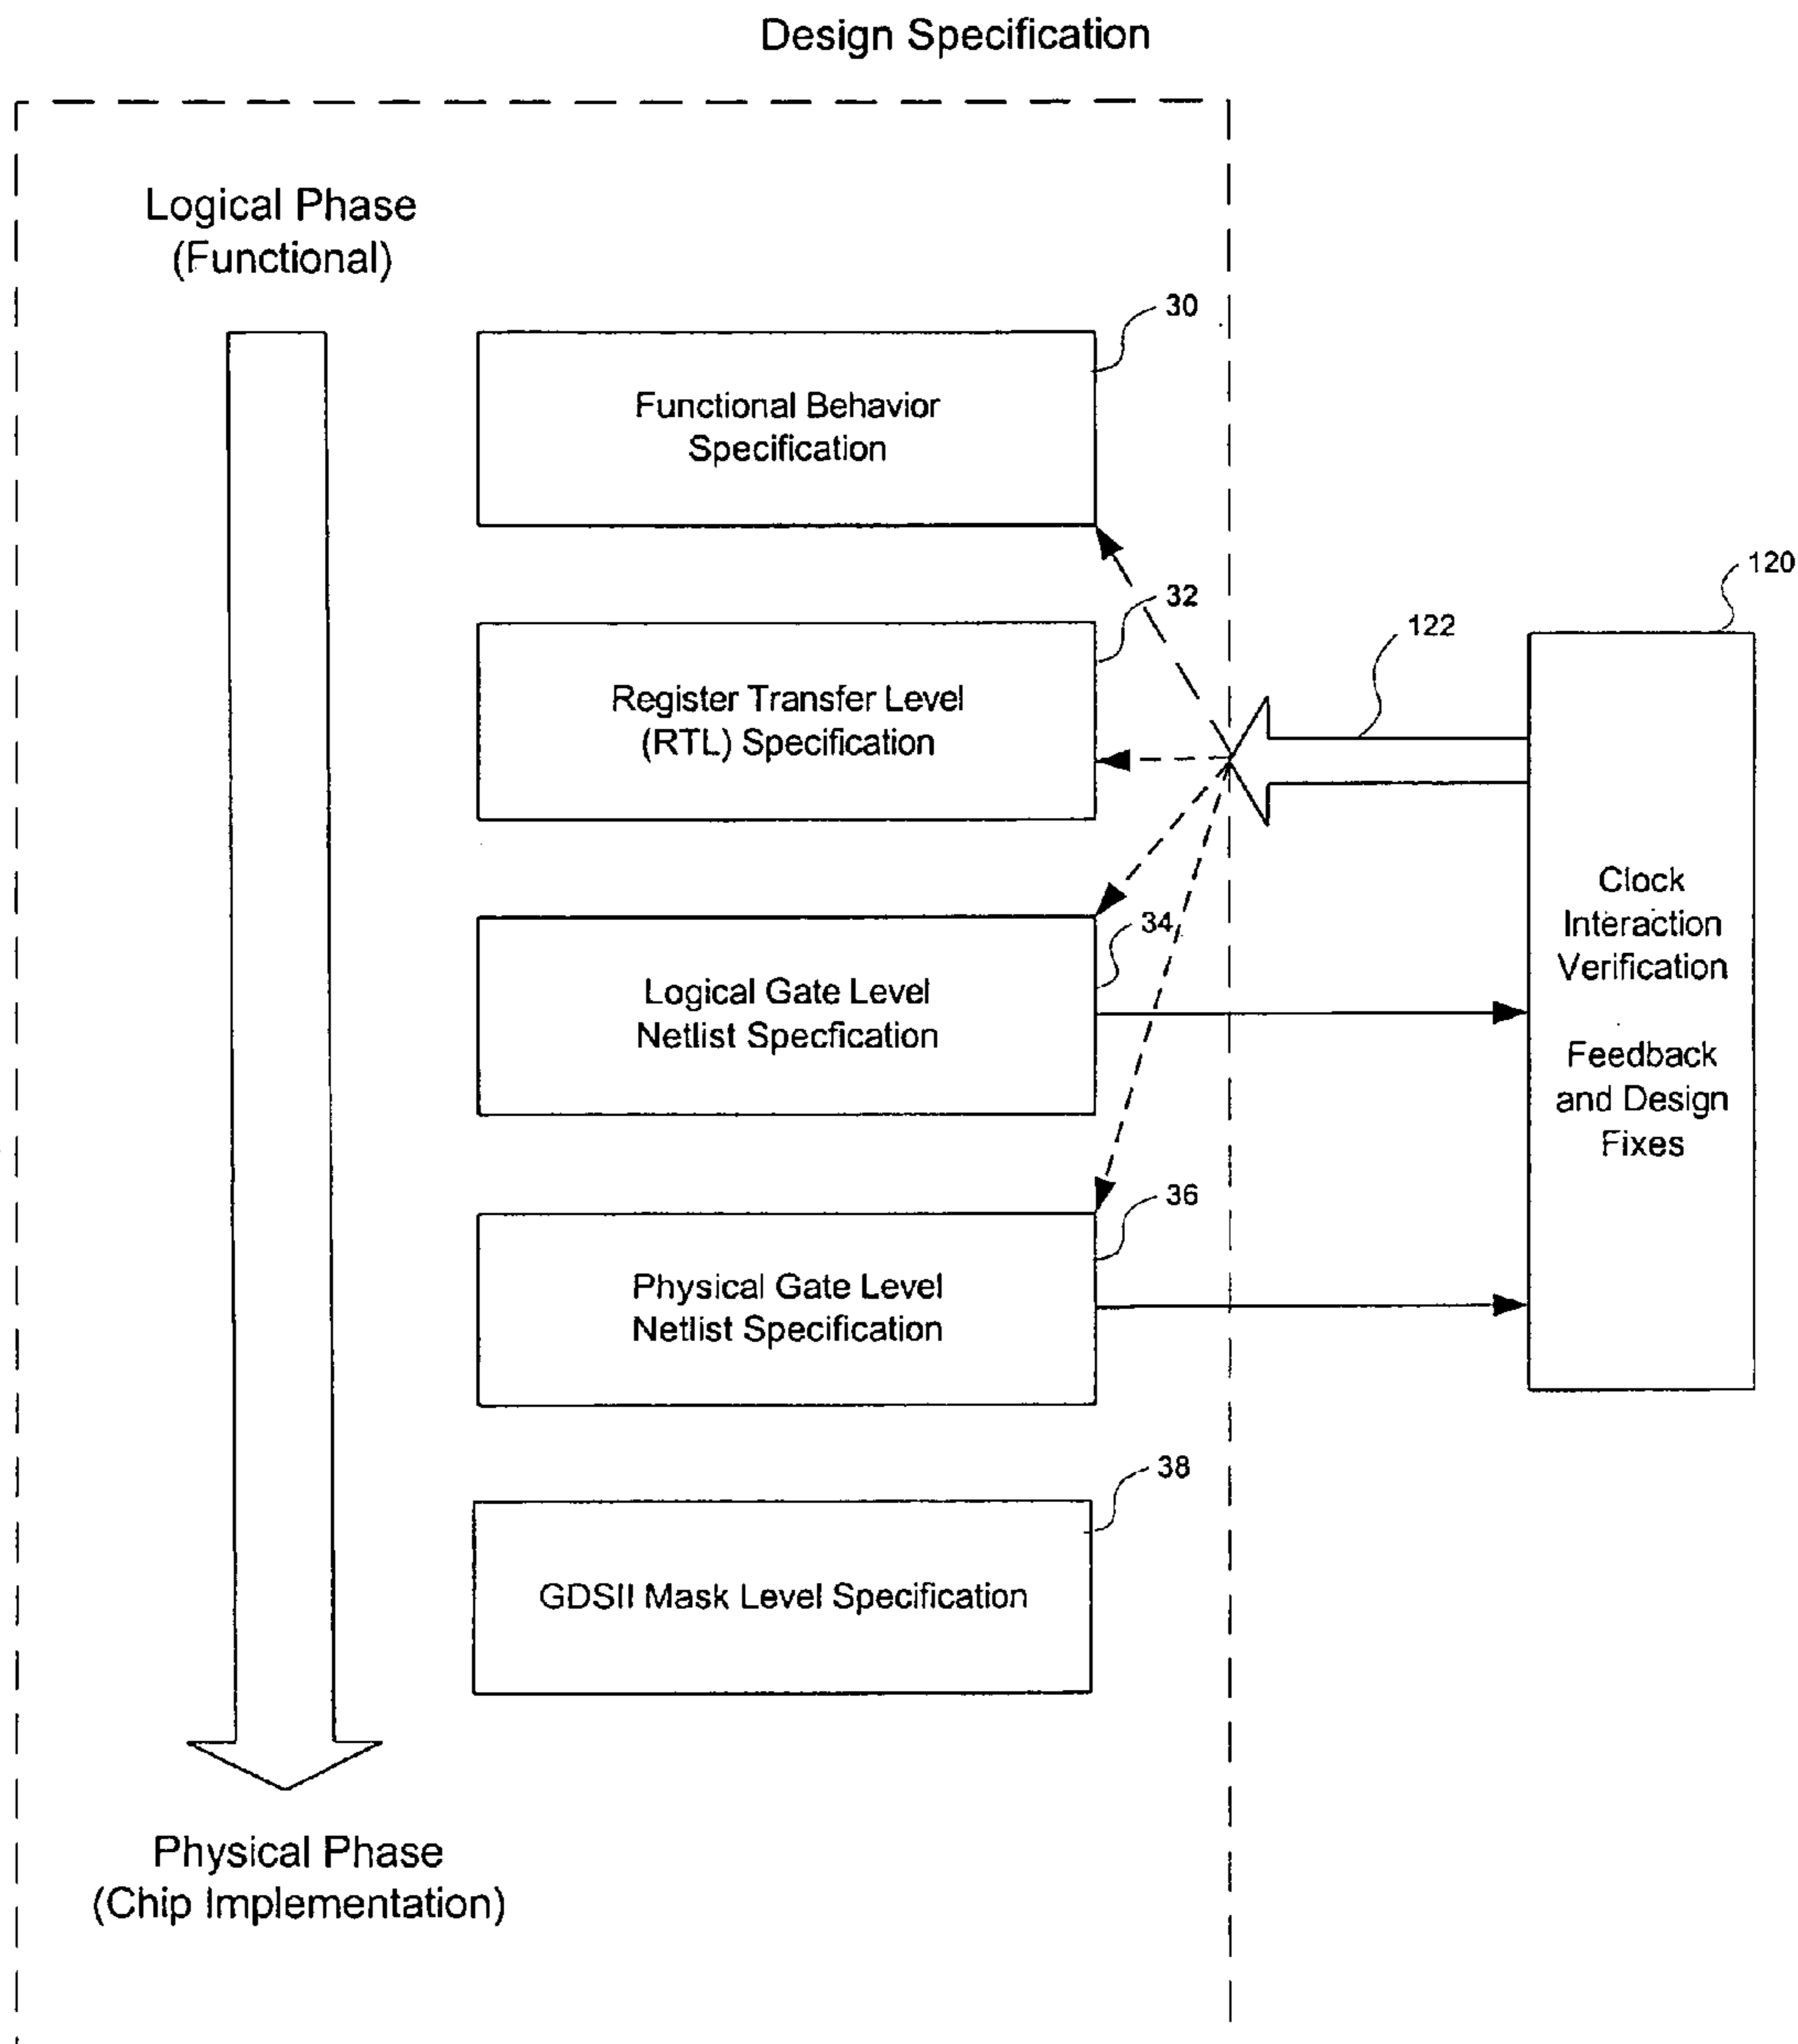 Design Specification
Logical Phase
(Functional)
30
Functional Behavior
Specification
120
32
122
Register Transfer Level
(RTL) Specification
Clock
Interaction
Verification
Feedback
and Design
Fixes
34
Logical Gate Level
Netlist Specfication
36
Physical Gate Level
Netlist Specification
38
GDSII Mask Level Specification
Physical Phase
(Chip Implementation)